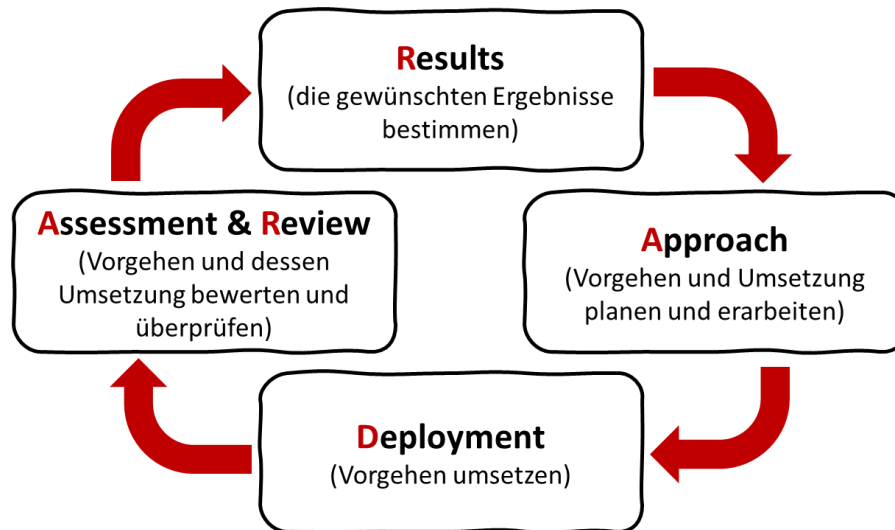 Results
(die gewünschten Ergebnisse
bestimmen)
Assessment & Review
(Vorgehen und dessen
Umsetzung bewerten und
überprüfen)
Approach
(Vorgehen und Umsetzung
planen und erarbeiten)
Deployment
(Vorgehen umsetzen)